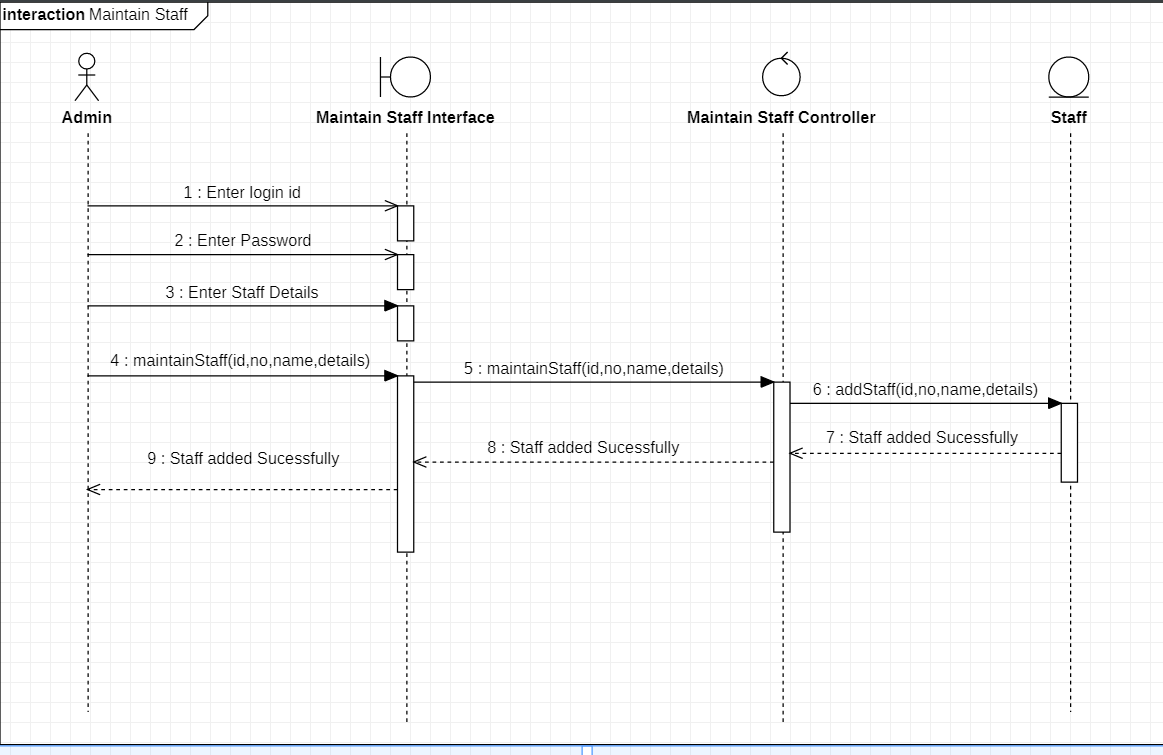 interaction Maintain Staff
Admin
Maintain Staff Interface
Maintain Staff Controller
Staff
1 : Enter login id
2 : Enter Password
3 : Enter Staff Details
4 : maintainStaff(id,no,name,details)
5 : maintainStaff(id,no,name,details)
6 : addStaff(id,no,name,details)
7 : Staff added Sucessfully
8 : Staff added Sucessfully
9 : Staff added Sucessfully